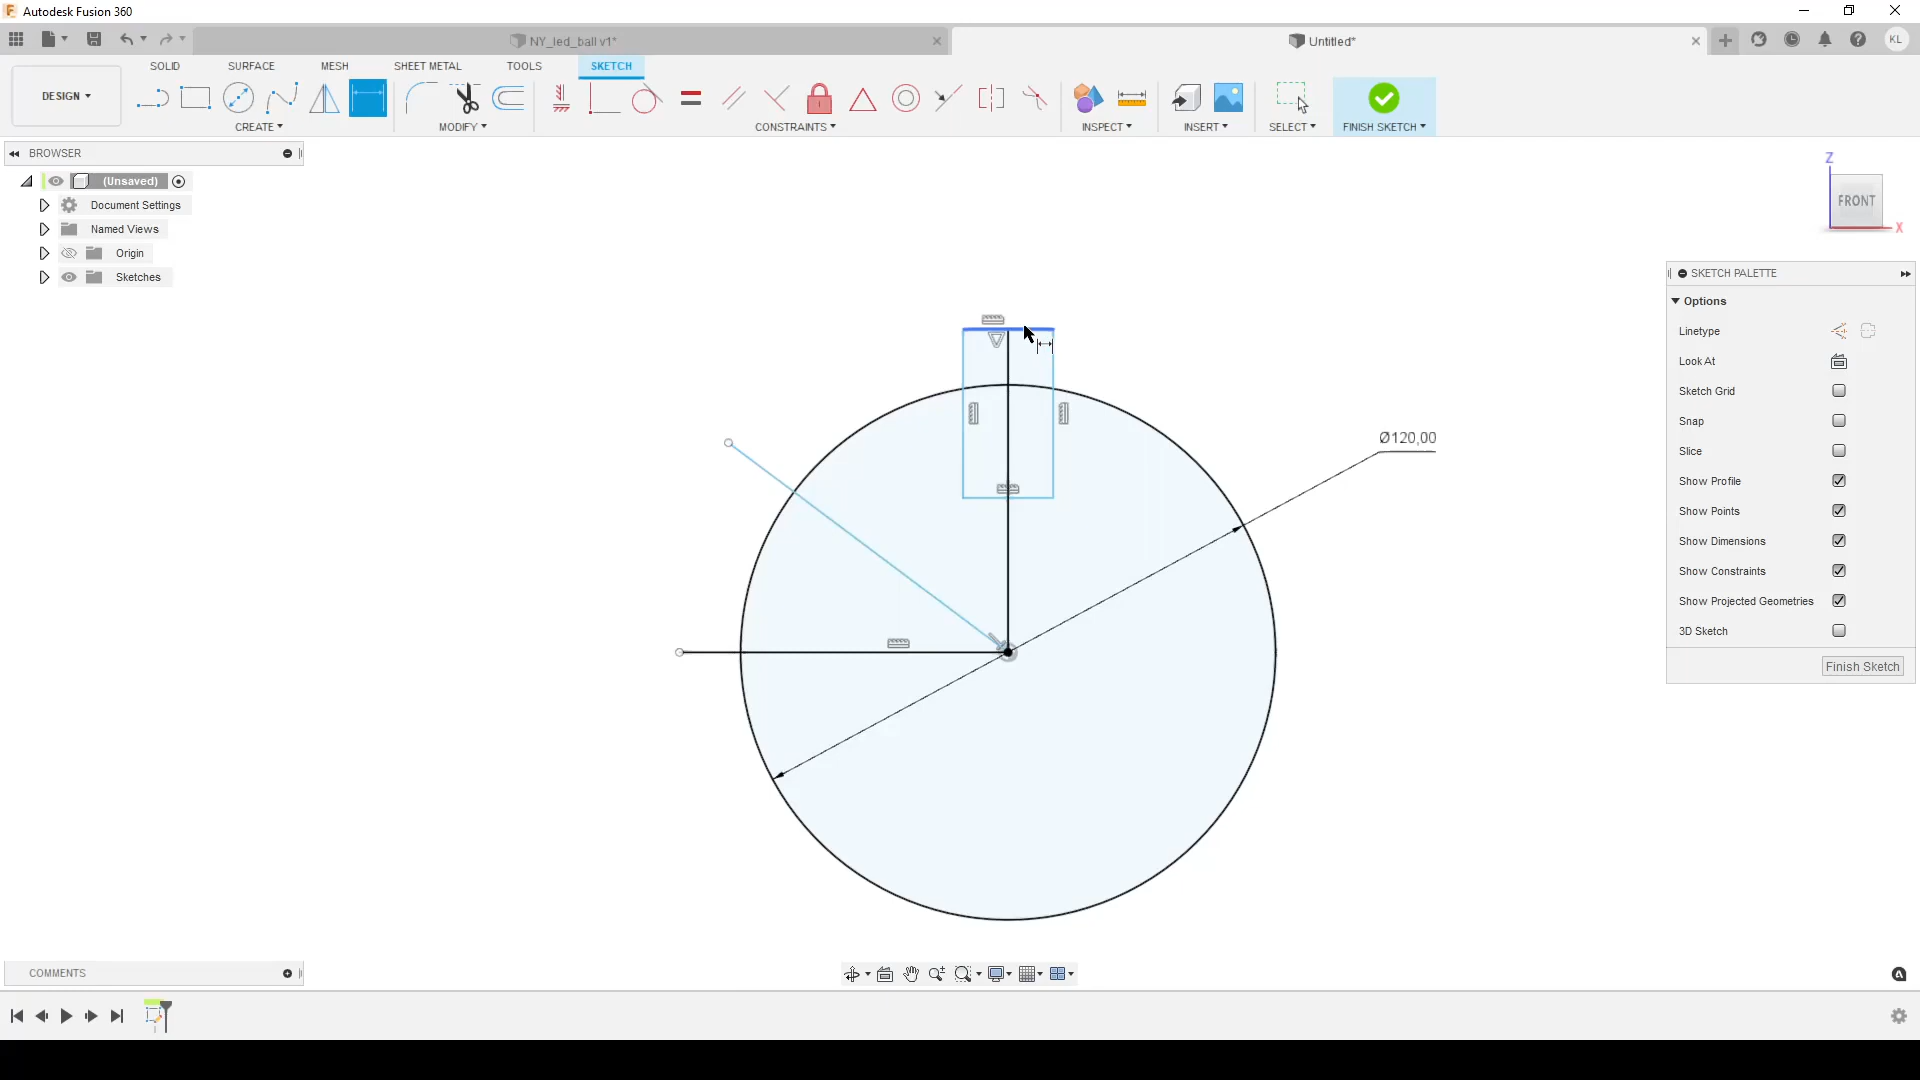 Autodesk Fusion 360
NY_led_ball v1*
Untitled*
KL
DESIGN
SOLID
SURFACE
MESH
SHEET METAL
TOOLS
SKETCH
CREATE
MODIFY
CONSTRAINTS
INSPECT
INSERT
SELECT
FINISH SKETCH
BROWSER
(Unsaved)
Document Settings
Named Views
Origin
Sketches
Z
FRONT
X
SKETCH PALETTE
Options
Linetype
Look At
Sketch Grid
Snap
Slice
Show Profile
Show Points
Show Dimensions
Show Constraints
Show Projected Geometries
3D Sketch
Finish Sketch
Ø120,00
COMMENTS